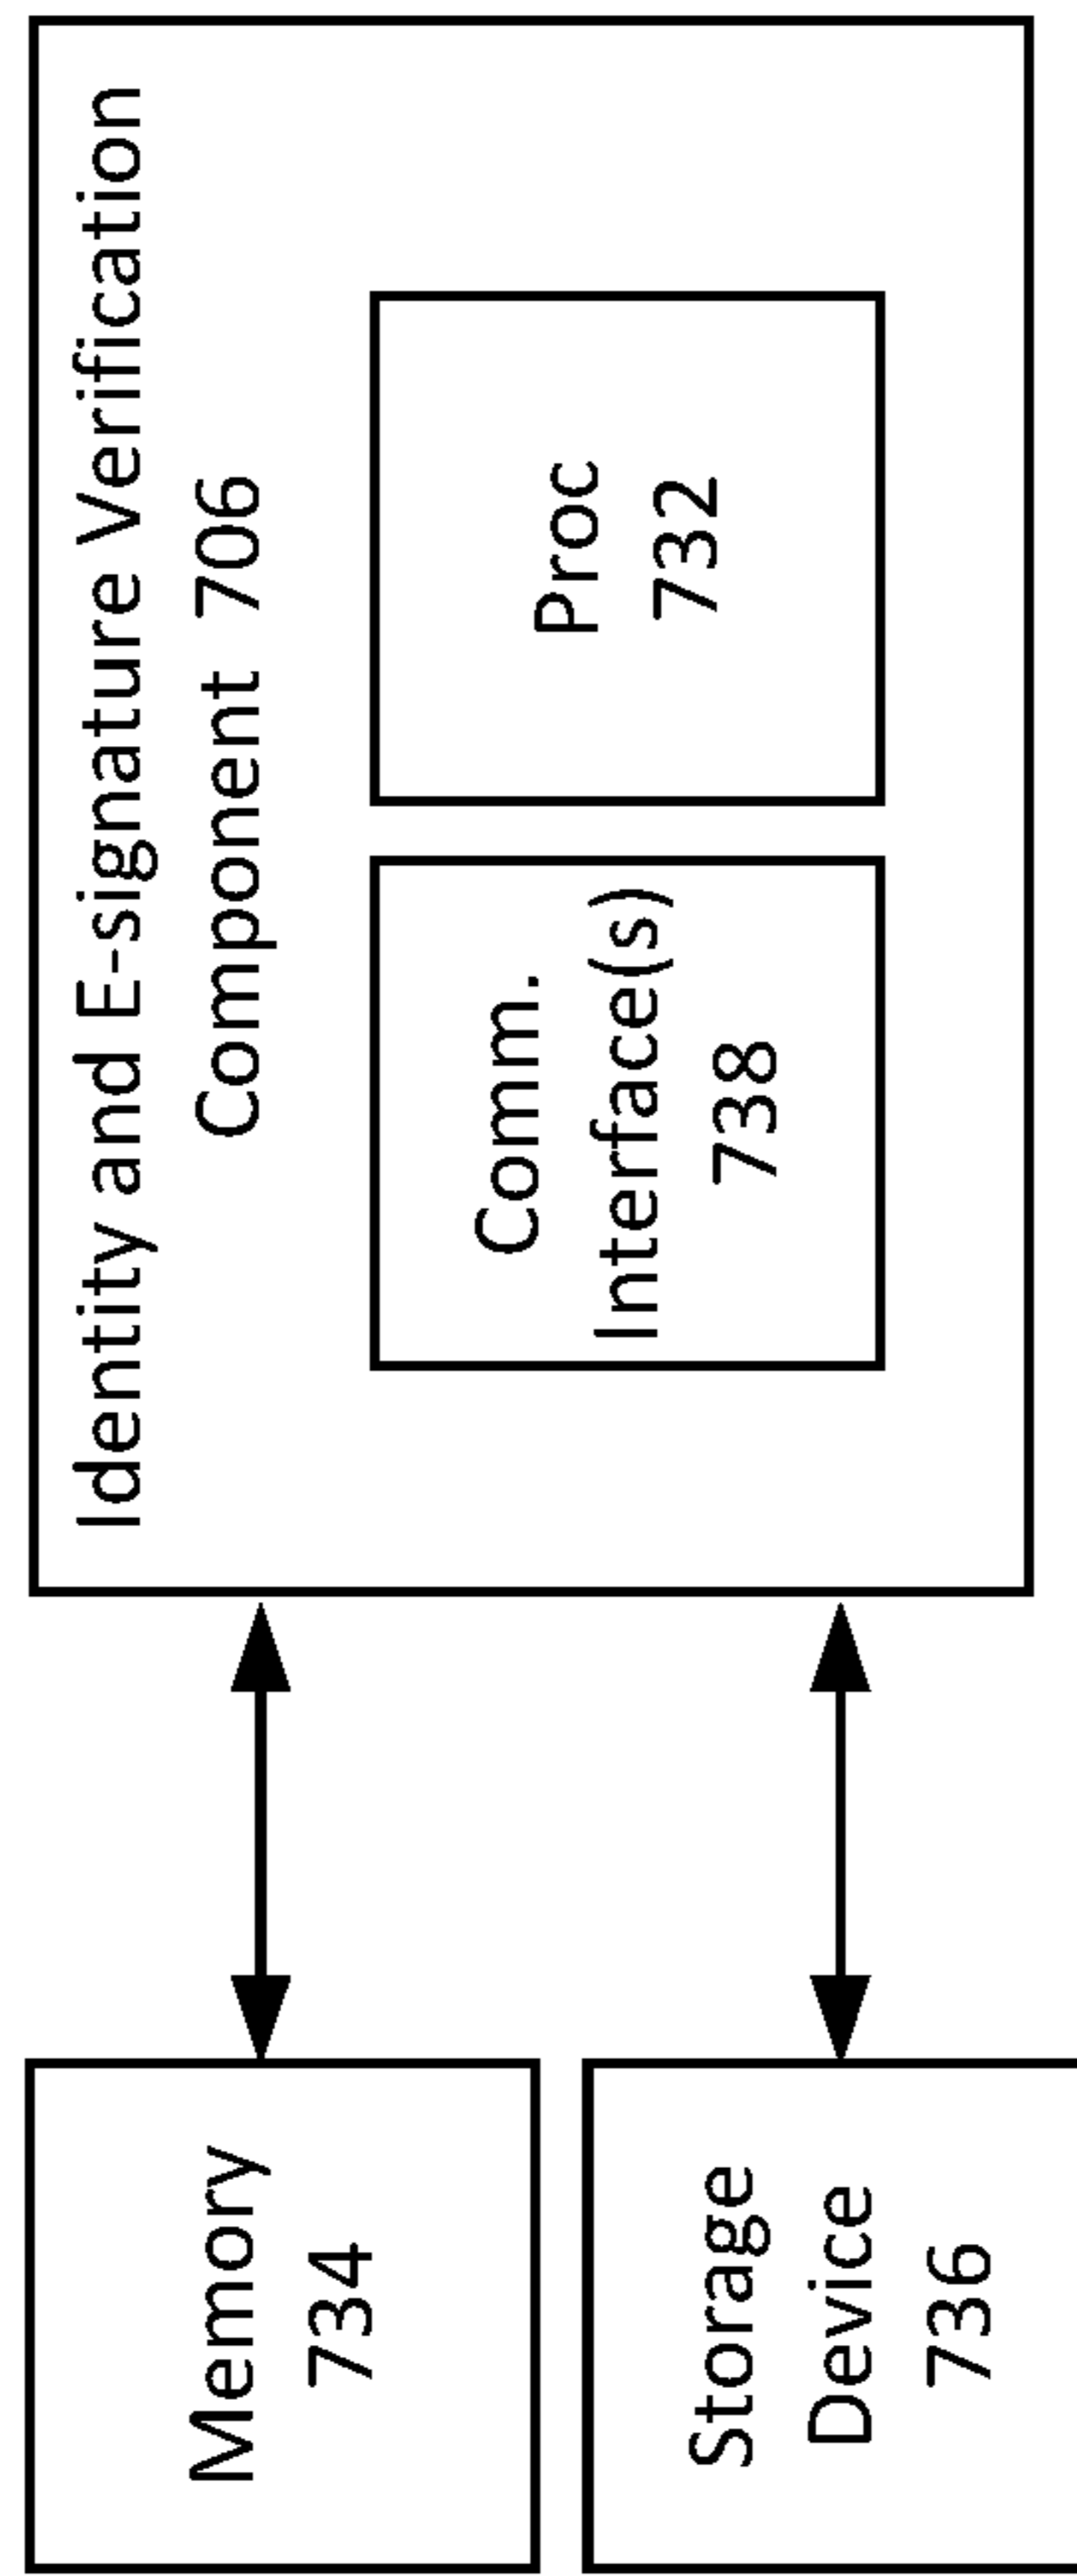 Identity and E-signature Verification
Component 706
Comm.
Interface(s)
738
Proc
732
Memory
734
Storage
Device
736